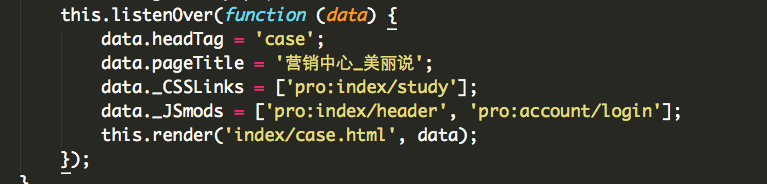 this.listenOver(function (data) {
data.headTag = 'case';
data.pageTitle = '营销中心_美丽说';
data._CSSLinks = ['pro:index/study'];
data._JSmods = ['pro:index/header', 'pro:account/login'];
this.render('index/case.html', data);
});
}